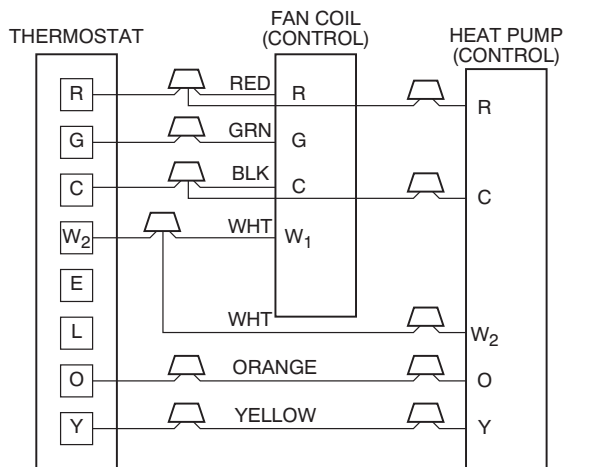 THERMOSTAT
FAN COIL
(CONTROL)
HEAT PUMP
(CONTROL)
R RED R R
G GRN G
C BLK C C
W2 WHT W1
E
L WHT W2
O ORANGE O
Y YELLOW Y